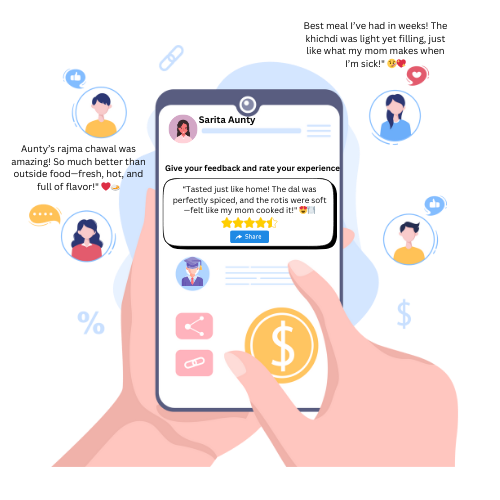 Best meal I've had in weeks! The
khichdi was light yet filling, just
like what my mom makes when
I'm sick!" 🥹❤️
Sarita Aunty
Aunty's rajma chawal was
amazing! So much better than
outside food—fresh, hot, and
full of flavor!" ❤️🍛
Give your feedback and rate your experience
"Tasted just like home! The dal was
perfectly spiced, and the rotis were soft
—felt like my mom cooked it!" 😍
Share
%
$
$